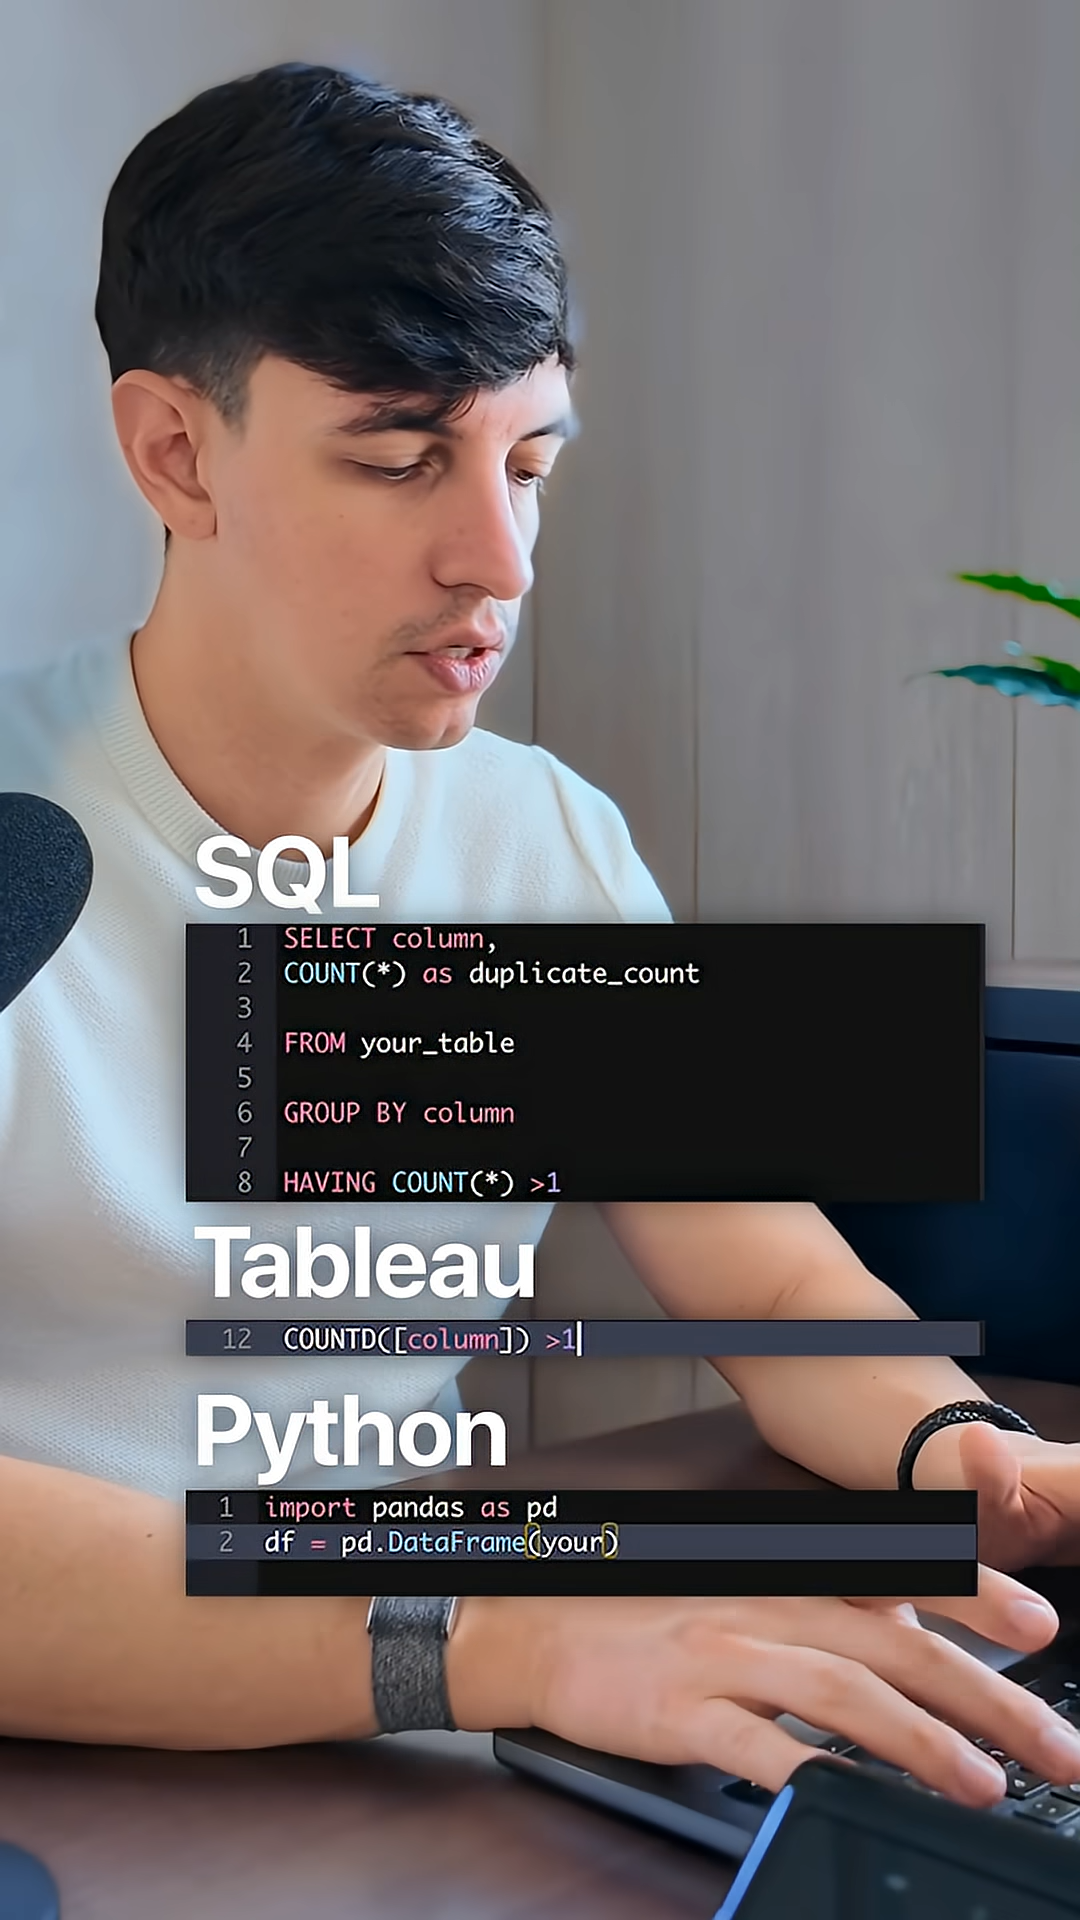 SQL
1 SELECT column,
2 COUNT(*) as duplicate_count
3
4 FROM your_table
5
6 GROUP BY column
7
8 HAVING COUNT(*) >1
Tableau
12 COUNTD([column]) >1
Python
1 import pandas as pd
2 df = pd.DataFrame(your)